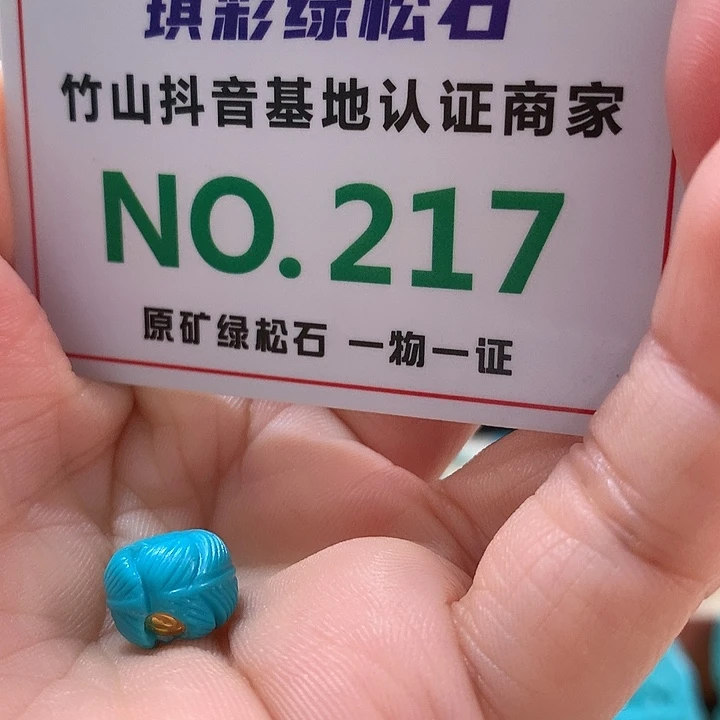 琪彩绿松石
竹山抖音基地认证商家
NO.217
原矿绿松石 一物一证